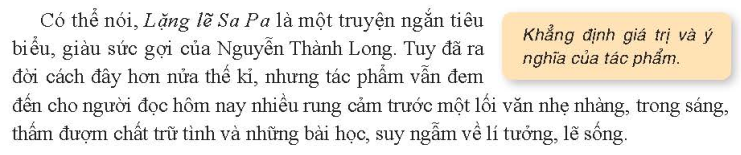 Có thể nói, Lặng lẽ Sa Pa là một truyện ngắn tiêu
biểu, giàu sức gợi của Nguyễn Thành Long. Tuy đã ra
đời cách đây hơn nửa thế kỉ, nhưng tác phẩm vẫn đem
đến cho người đọc hôm nay nhiều rung cảm trước một lối văn nhẹ nhàng, trong sáng,
thấm đượm chất trữ tình và những bài học, suy ngẫm về lí tưởng, lẽ sống.
Khẳng định giá trị và ý
nghĩa của tác phẩm.